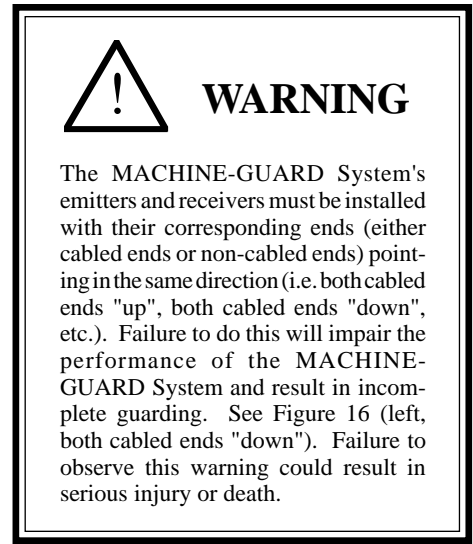 !
WARNING
The MACHINE-GUARD System's
emitters and receivers must be installed
with their corresponding ends (either
cabled ends or non-cabled ends) point-
ing in the same direction (i.e. both cabled
ends "up", both cabled ends "down",
etc.). Failure to do this will impair the
performance of the MACHINE-
GUARD System and result in incom-
plete guarding. See Figure 16 (left,
both cabled ends "down"). Failure to
observe this warning could result in
serious injury or death.